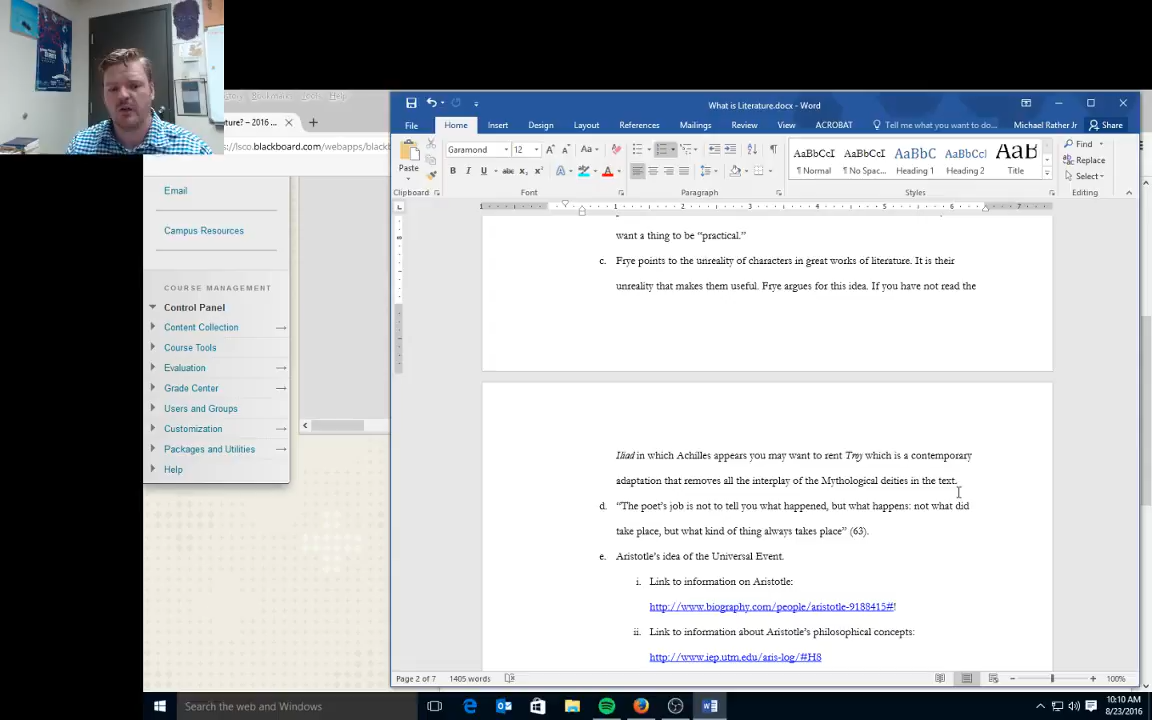 What is Literature.docx - Word
File Home Insert Design Layout References Mailings Review View ACROBAT Tell me what you want to do... Michael Rather Jr Share
ture? – 2016 ...
://lsco.blackboard.com/webapps/blackb
Paste
Garamond 12
Clipboard
Font
Paragraph
AaBbCcI AaBbCcI AaBbC AaBbCcI AaB
¶ Normal ¶ No Spac... Heading 1 Heading 2 Title
Styles
Find
Replace
Select
Editing
Email
Campus Resources
COURSE MANAGEMENT
Control Panel
Content Collection
Course Tools
Evaluation
Grade Center
Users and Groups
Customization
Packages and Utilities
Help
want a thing to be “practical.”
c. Frye points to the unreality of characters in great works of literature. It is their
unreality that makes them useful. Frye argues for this idea. If you have not read the
Iliad in which Achilles appears you may want to rent Troy which is a contemporary
adaptation that removes all the interplay of the Mythological deities in the text.
d. “The poet’s job is not to tell you what happened, but what happens: not what did
take place, but what kind of thing always takes place” (63).
e. Aristotle’s idea of the Universal Event.
i. Link to information on Aristotle:
http://www.biography.com/people/aristotle-9188415#!
ii. Link to information about Aristotle’s philosophical concepts:
http://www.iep.utm.edu/aris-log/#H8
Page 2 of 7 1405 words
100%
Search the web and Windows
10:10 AM
8/23/2016